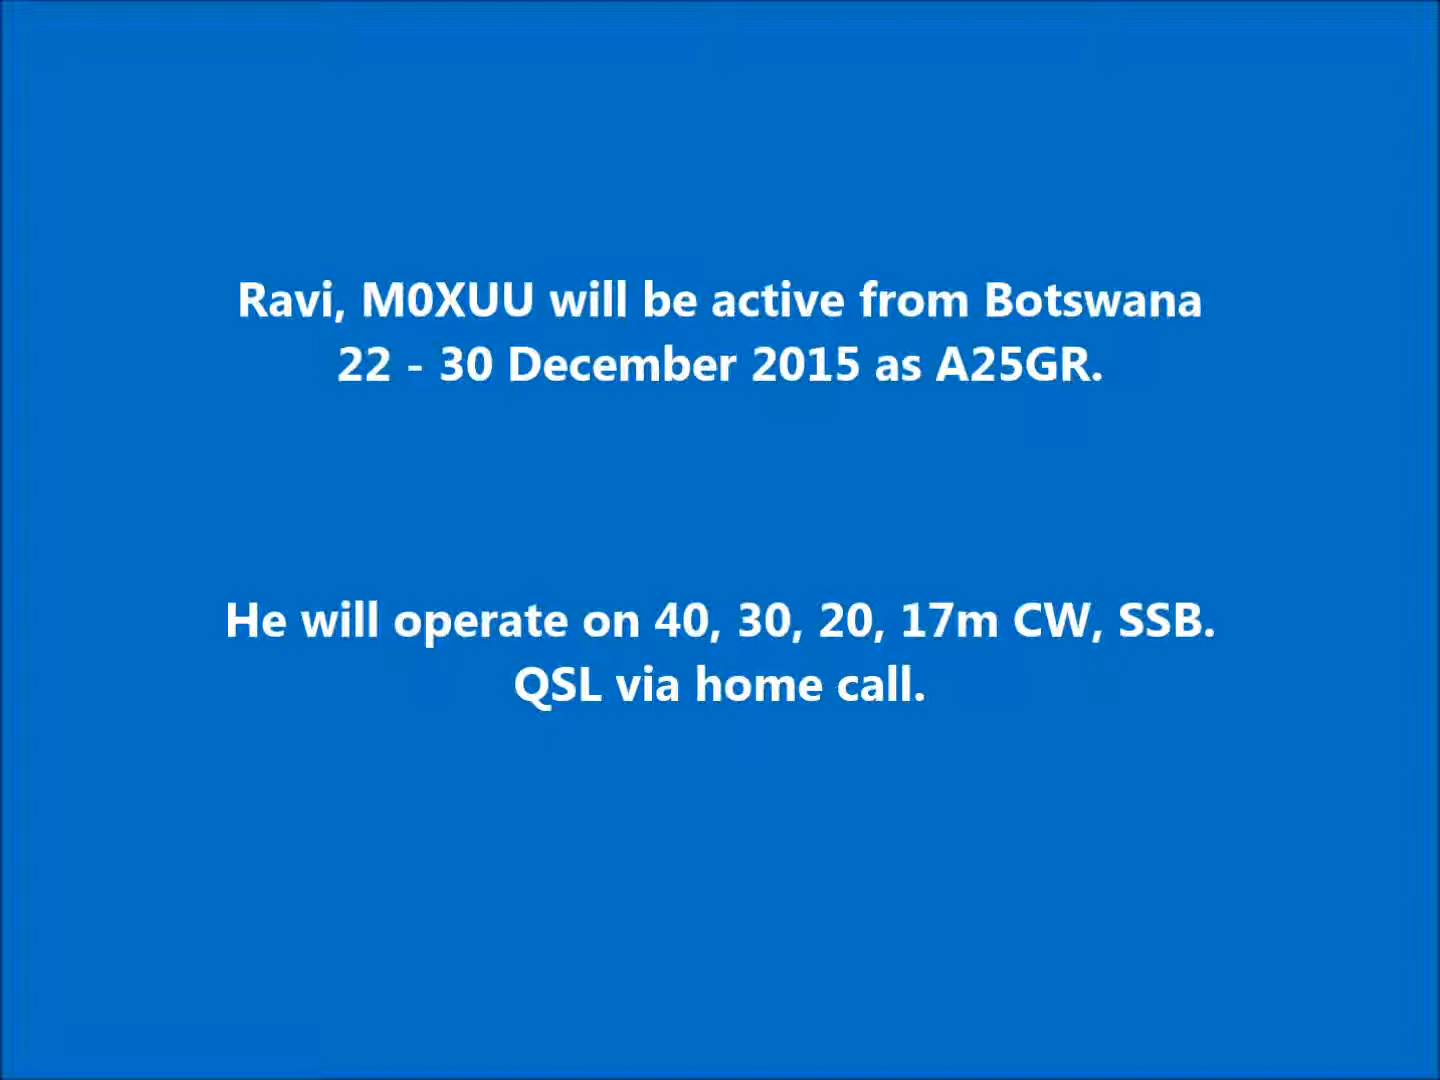 Ravi, M0XUU will be active from Botswana
22 - 30 December 2015 as A25GR.
He will operate on 40, 30, 20, 17m CW, SSB.
QSL via home call.